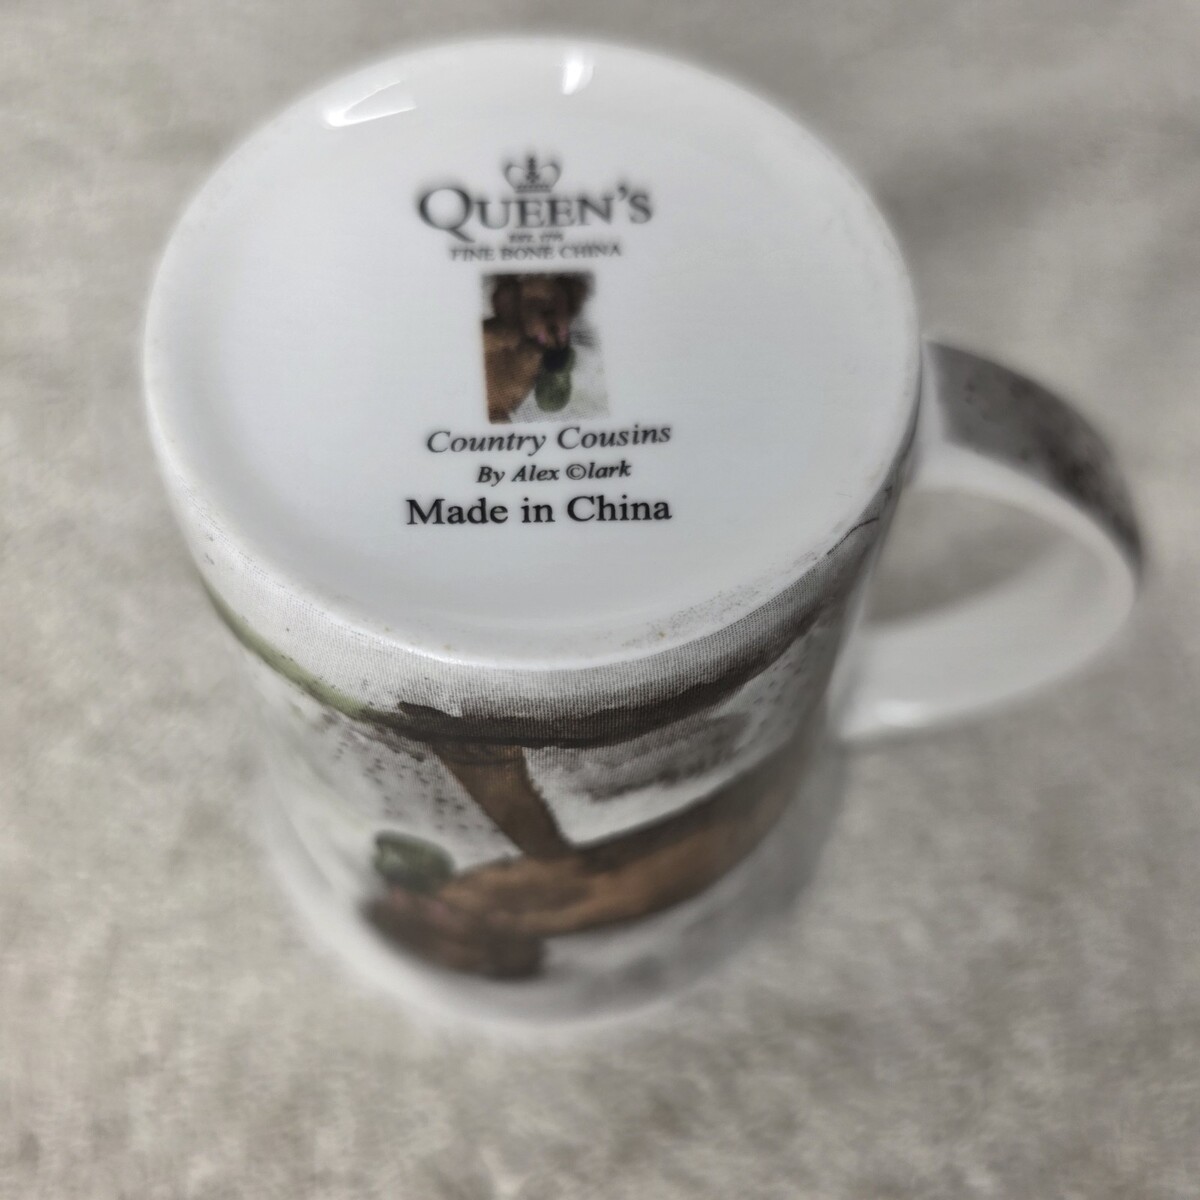 QUEEN'S
FINE BONE CHINA
Country Cousins
By Alex ©lark
Made in China